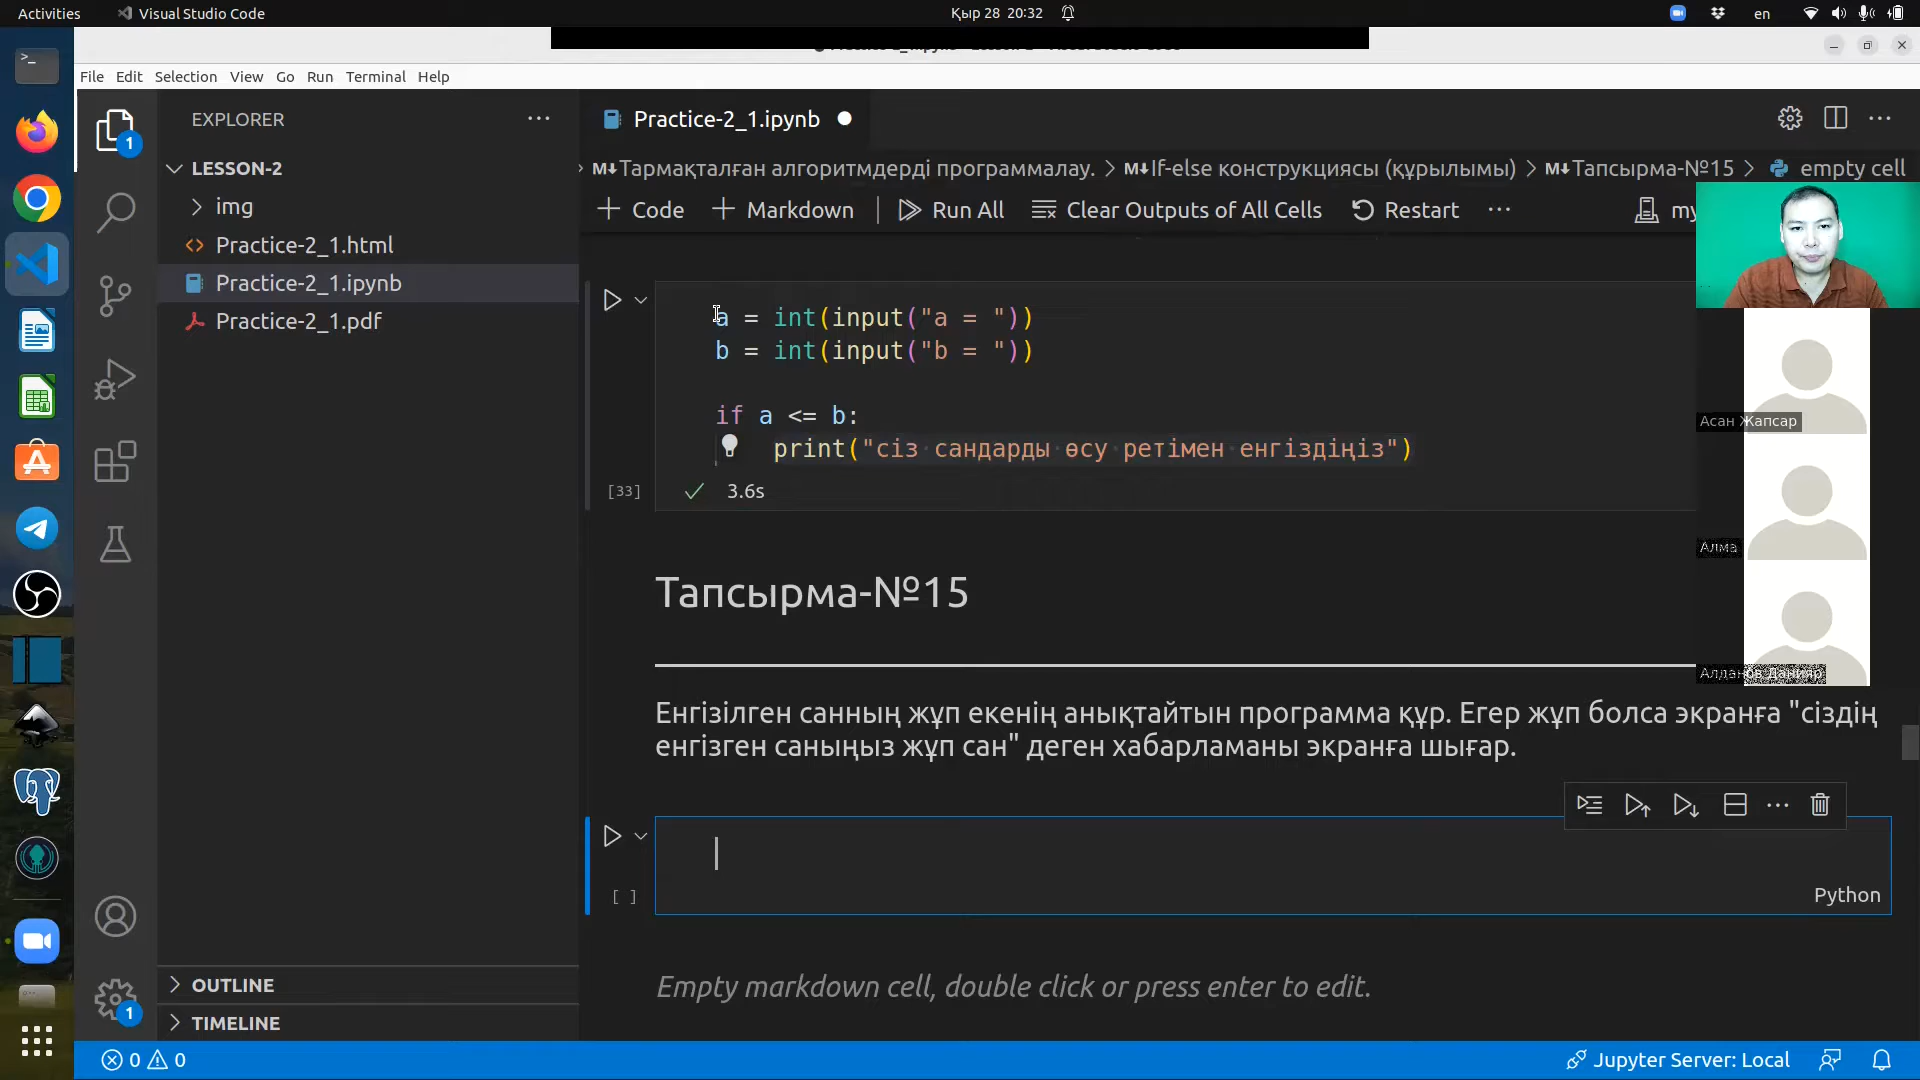 Activities
Visual Studio Code
Қыр 28 20:32
en
File Edit Selection View Go Run Terminal Help
EXPLORER
Practice-2_1.ipynb
LESSON-2
img
Practice-2_1.html
Practice-2_1.ipynb
Practice-2_1.pdf
Тармақталған алгоритмдерді программалау. > If-else конструкциясы (құрылымы) > Тапсырма-№15 > empty cell
+ Code + Markdown Run All Clear Outputs of All Cells Restart ... my
a = int(input("a = "))
b = int(input("b = "))
if a <= b:
print("сіз сандарды өсу ретімен енгіздіңіз")
[33] 3.6s
Асан Жапсар
Алма
Алданов Данияр
Тапсырма-№15
Енгізілген санның жұп екенің анықтайтын программа құр. Егер жұп болса экранға "сіздің
енгізген саныңыз жұп сан" деген хабарламаны экранға шығар.
[ ]
Python
Empty markdown cell, double click or press enter to edit.
OUTLINE
TIMELINE
1
1
0 0
Jupyter Server: Local